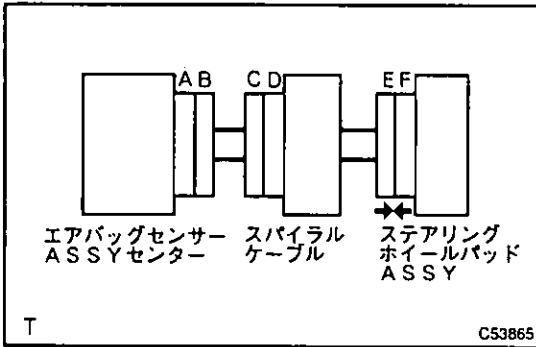 A B C D E F
エアバッグセンサー スパイラル ステアリング
ASSYセンター ケーブル ホイールパッド
ASSY
T C53865